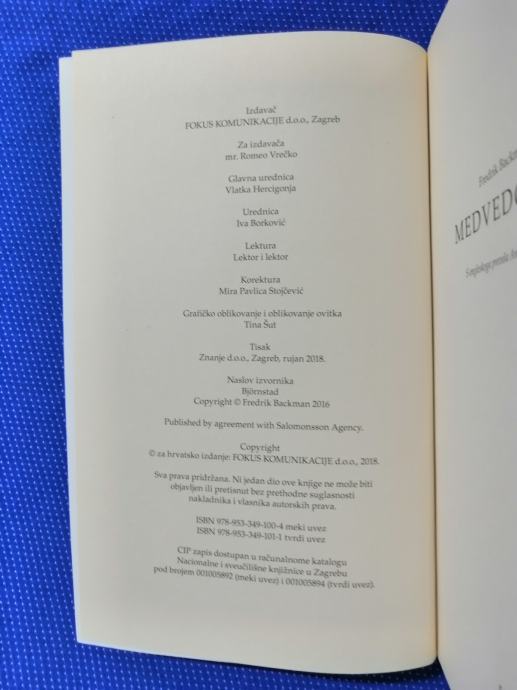 Izdavač
FOKUS KOMUNIKACIJE d.o.o., Zagreb
Za izdavača
mr. Romeo Vrečko
Glavna urednica
Vlatka Hercigonja
Urednica
Iva Borković
Lektura
Lektor i lektor
Korektura
Mira Pavlica Stojčević
Grafičko oblikovanje i oblikovanje ovitka
Tina Šut
Tisak
Znanje d.o.o., Zagreb, rujan 2018.
Naslov izvornika
Björnstad
Copyright © Fredrik Backman 2016
Published by agreement with Salomonsson Agency.
Copyright
© za hrvatsko izdanje: FOKUS KOMUNIKACIJE d.o.o., 2018.
Sva prava pridržana. Ni jedan dio ove knjige ne može biti
objavljen ili pretisnut bez prethodne suglasnosti
nakladnika i vlasnika autorskih prava.
ISBN 978-953-349-100-4 meki uvez
ISBN 978-953-349-101-1 tvrdi uvez
CIP zapis dostupan u računalnome katalogu
Nacionalne i sveučilišne knjižnice u Zagrebu
pod brojem 001005892 (meki uvez) i 001005894 (tvrdi uvez).
Fredrik Backm
MEDVEDG
S engleskoga prevela